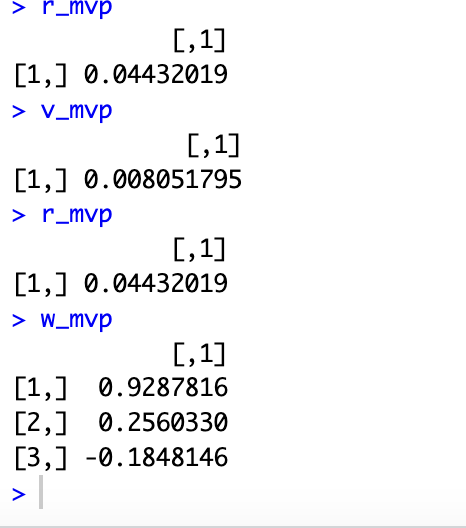 > r_mvp
[,1]
[1,] 0.04432019
> v_mvp
[,1]
[1,] 0.008051795
> r_mvp
[,1]
[1,] 0.04432019
> w_mvp
[,1]
[1,]  0.9287816
[2,]  0.2560330
[3,] -0.1848146
>